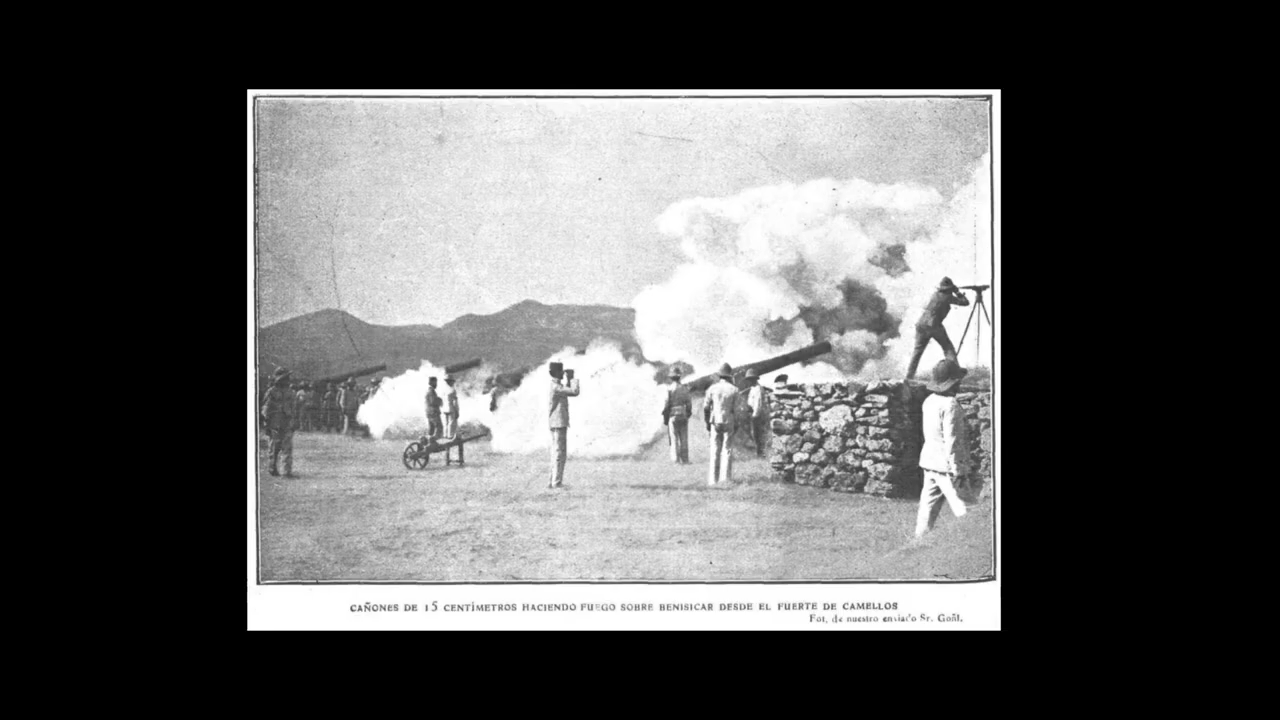 CAÑONES DE 15 CENTÍMETROS HACIENDO FUEGO SOBRE BENISICAR DESDE EL FUERTE DE CAMELLOS
Fot. de nuestro enviado Sr. Goñi.